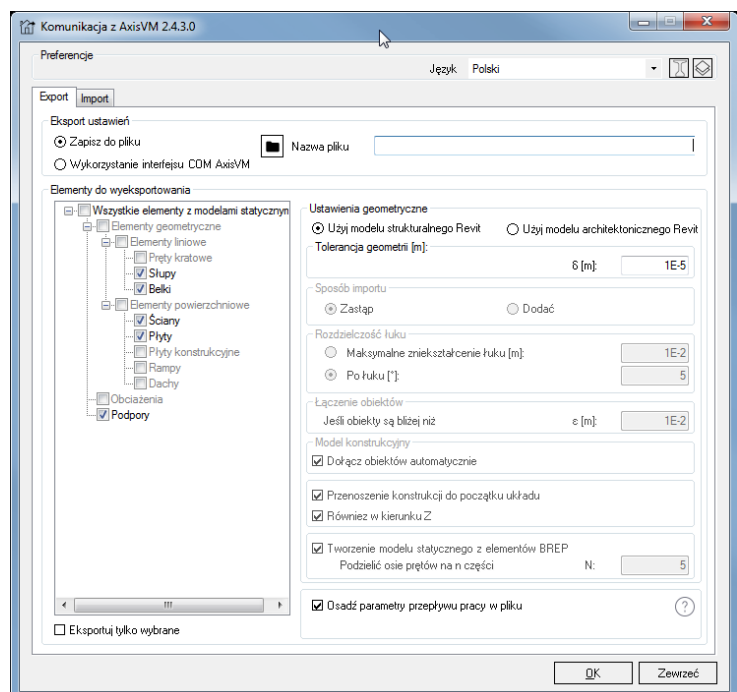 Komunikacja z AxisVM 2.4.3.0
Preferencje
Język Polski
Export Import
Eksport ustawień
Zapisz do pliku
Nazwa pliku
Wykorzystanie interfejsu COM AxisVM
Elementy do wyeksportowania
Wszystkie elementy z modelami statycznym
Elementy geometryczne
Elementy liniowe
Pręty kratowe
Słupy
Belki
Elementy powierzchniowe
Ściany
Płyty
Płyty konstrukcyjne
Rampy
Dachy
Obciażenia
Podpory
Eksportuj tylko wybrane
Ustawienia geometryczne
Użyj modelu strukturalnego Revit Użyj modelu architektonicznego Revit
Tolerancja geometrii [m]:
δ [m]: 1E-5
Sposób importu
Zastąp Dodać
Rozdzielczość łuku
Maksymalne zniekształcenie łuku [m]: 1E-2
Po łuku [°]: 5
Łączenie obiektów
Jeśli obiekty są bliżej niż ε [m]: 1E-2
Model konstrukcyjny
Dołącz obiektów automatycznie
Przenoszenie konstrukcji do początku układu
Równiez w kierunku Z
Tworzenie modelu statycznego z elementów BREP
Podzielić osie prętów na n części N: 5
Osadź parametry przepływu pracy w pliku ?
OK Zewrzeć